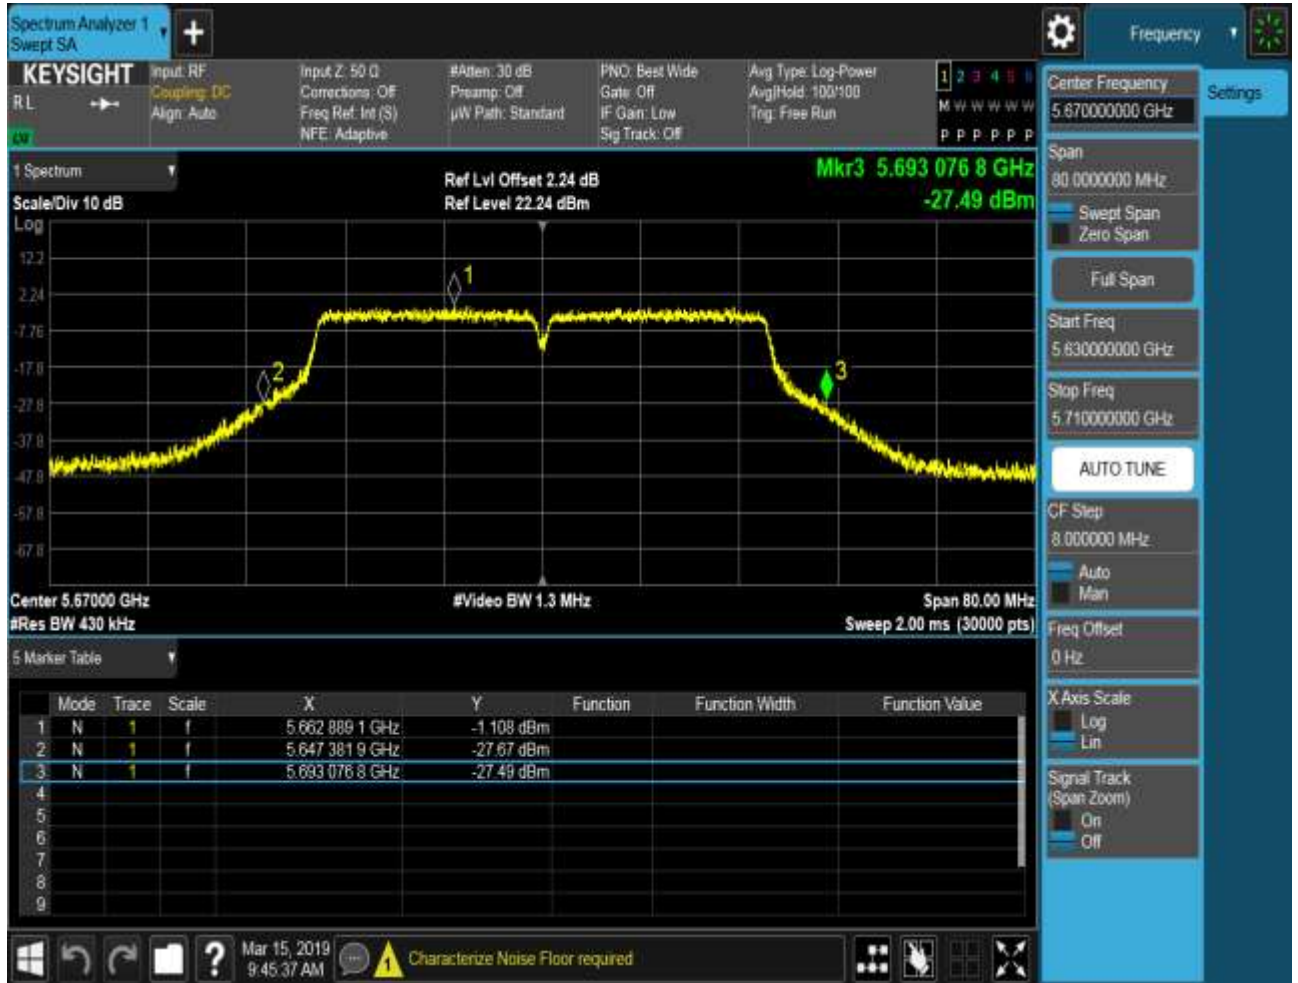 Spectrum Analyzer 1
Swept SA
+
Frequency
KEYSIGHT
RL
Input: RF
Coupling: DC
Align: Auto
Input Z: 50 Ω
Corrections: Off
Freq Ref: Int (S)
NFE: Adaptive
#Atten: 30 dB
Preamp: Off
µW Path: Standard
PNO: Best Wide
Gate: Off
IF Gain: Low
Sig Track: Off
Avg Type: Log-Power
Avg|Hold: 100/100
Trig: Free Run
1 2 3 4 5 6
M W W W W W
P P P P P P
1 Spectrum
Scale/Div 10 dB
Ref Lvl Offset 2.24 dB
Ref Level 22.24 dBm
Mkr3 5.693 076 8 GHz
-27.49 dBm
Log
12.2
2.24
-7.76
-17.8
-27.8
-37.8
-47.8
-57.8
-67.8
1
2
3
Center 5.67000 GHz
#Video BW 1.3 MHz
Span 80.00 MHz
#Res BW 430 kHz
Sweep 2.00 ms (30000 pts)
5 Marker Table
Mode Trace Scale X Y Function Function Width Function Value
1 N 1 f 5.662 889 1 GHz -1.108 dBm
2 N 1 f 5.647 381 9 GHz -27.67 dBm
3 N 1 f 5.693 076 8 GHz -27.49 dBm
4
5
6
7
8
9
Center Frequency
5.670000000 GHz
Settings
Span
80.0000000 MHz
Swept Span
Zero Span
Full Span
Start Freq
5.630000000 GHz
Stop Freq
5.710000000 GHz
AUTO TUNE
CF Step
8.000000 MHz
Auto
Man
Freq Offset
0 Hz
X Axis Scale
Log
Lin
Signal Track
(Span Zoom)
On
Off
?
Mar 15, 2019
9:45:37 AM
1
Characterize Noise Floor required